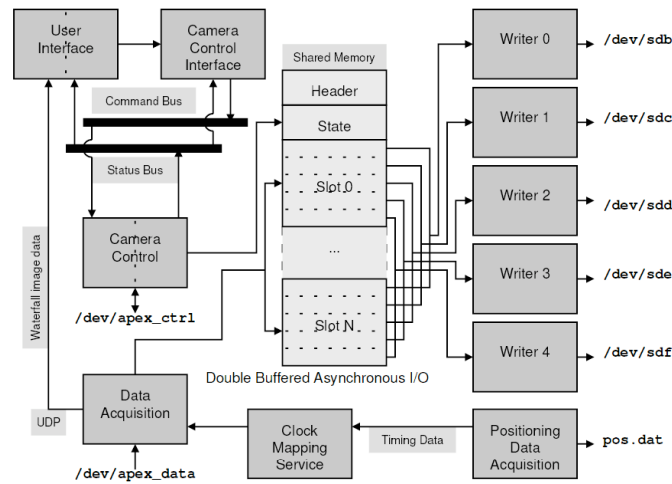 User
Interface
Camera
Control
Interface
Shared Memory
Writer 0
/dev/sdb
Header
Command Bus
State
Writer 1
/dev/sdc
Status Bus
Slot 0
Writer 2
/dev/sdd
Camera
Control
...
Writer 3
/dev/sde
Waterfall image data
/dev/apex_ctrl
Slot N
Writer 4
/dev/sdf
Double Buffered Asynchronous I/O
Data
Acquisition
UDP
Clock
Mapping
Service
Timing Data
Positioning
Data
Acquisition
pos.dat
/dev/apex_data